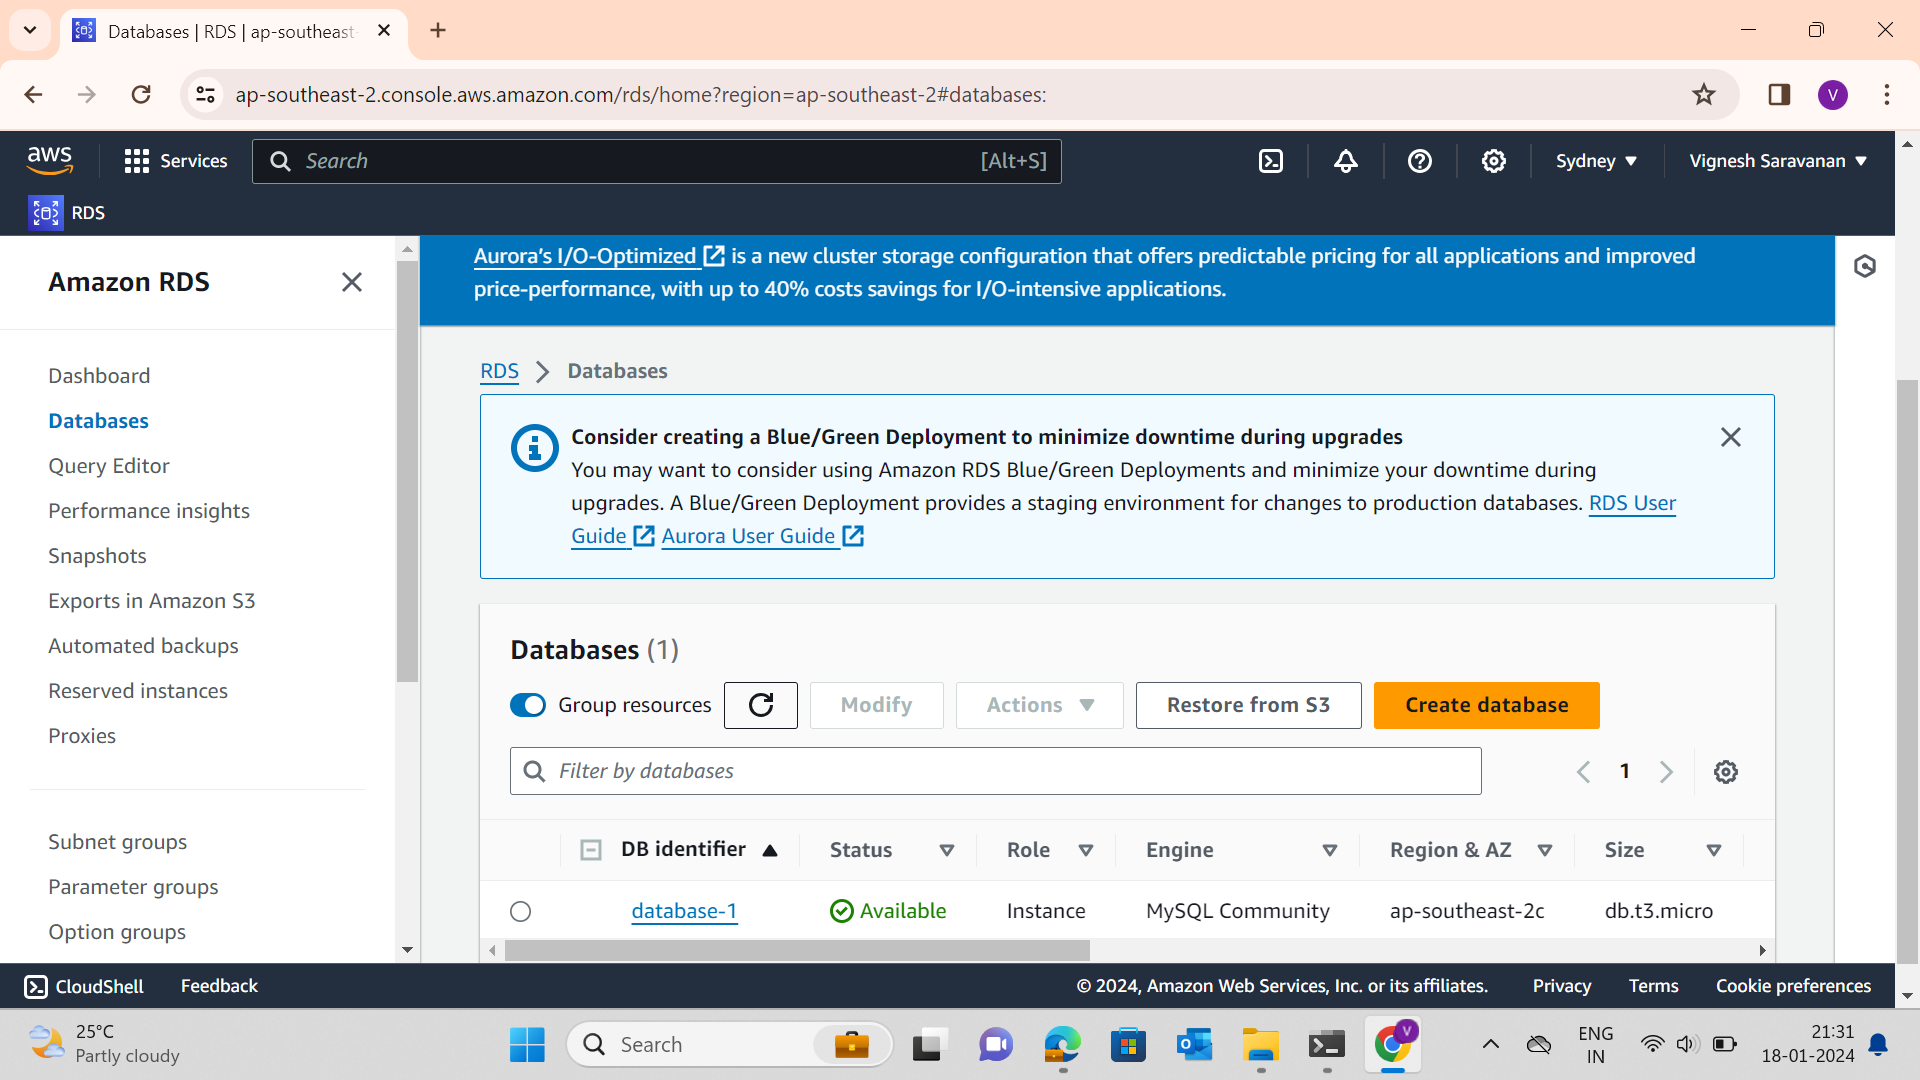 Databases | RDS | ap-southeast-
ap-southeast-2.console.aws.amazon.com/rds/home?region=ap-southeast-2#databases:
V
aws
Services
Search
[Alt+S]
Sydney
Vignesh Saravanan
RDS
Amazon RDS
Dashboard
Databases
Query Editor
Performance insights
Snapshots
Exports in Amazon S3
Automated backups
Reserved instances
Proxies
Subnet groups
Parameter groups
Option groups
Aurora's I/O-Optimized is a new cluster storage configuration that offers predictable pricing for all applications and improved
price-performance, with up to 40% costs savings for I/O-intensive applications.
RDS > Databases
Consider creating a Blue/Green Deployment to minimize downtime during upgrades
You may want to consider using Amazon RDS Blue/Green Deployments and minimize your downtime during
upgrades. A Blue/Green Deployment provides a staging environment for changes to production databases. RDS User
Guide Aurora User Guide
Databases (1)
Group resources
Modify
Actions
Restore from S3
Create database
Filter by databases
1
DB identifier Status Role Engine Region & AZ Size
database-1 Available Instance MySQL Community ap-southeast-2c db.t3.micro
CloudShell
Feedback
© 2024, Amazon Web Services, Inc. or its affiliates.
Privacy
Terms
Cookie preferences
25°C
Partly cloudy
Search
V
ENG
IN
21:31
18-01-2024